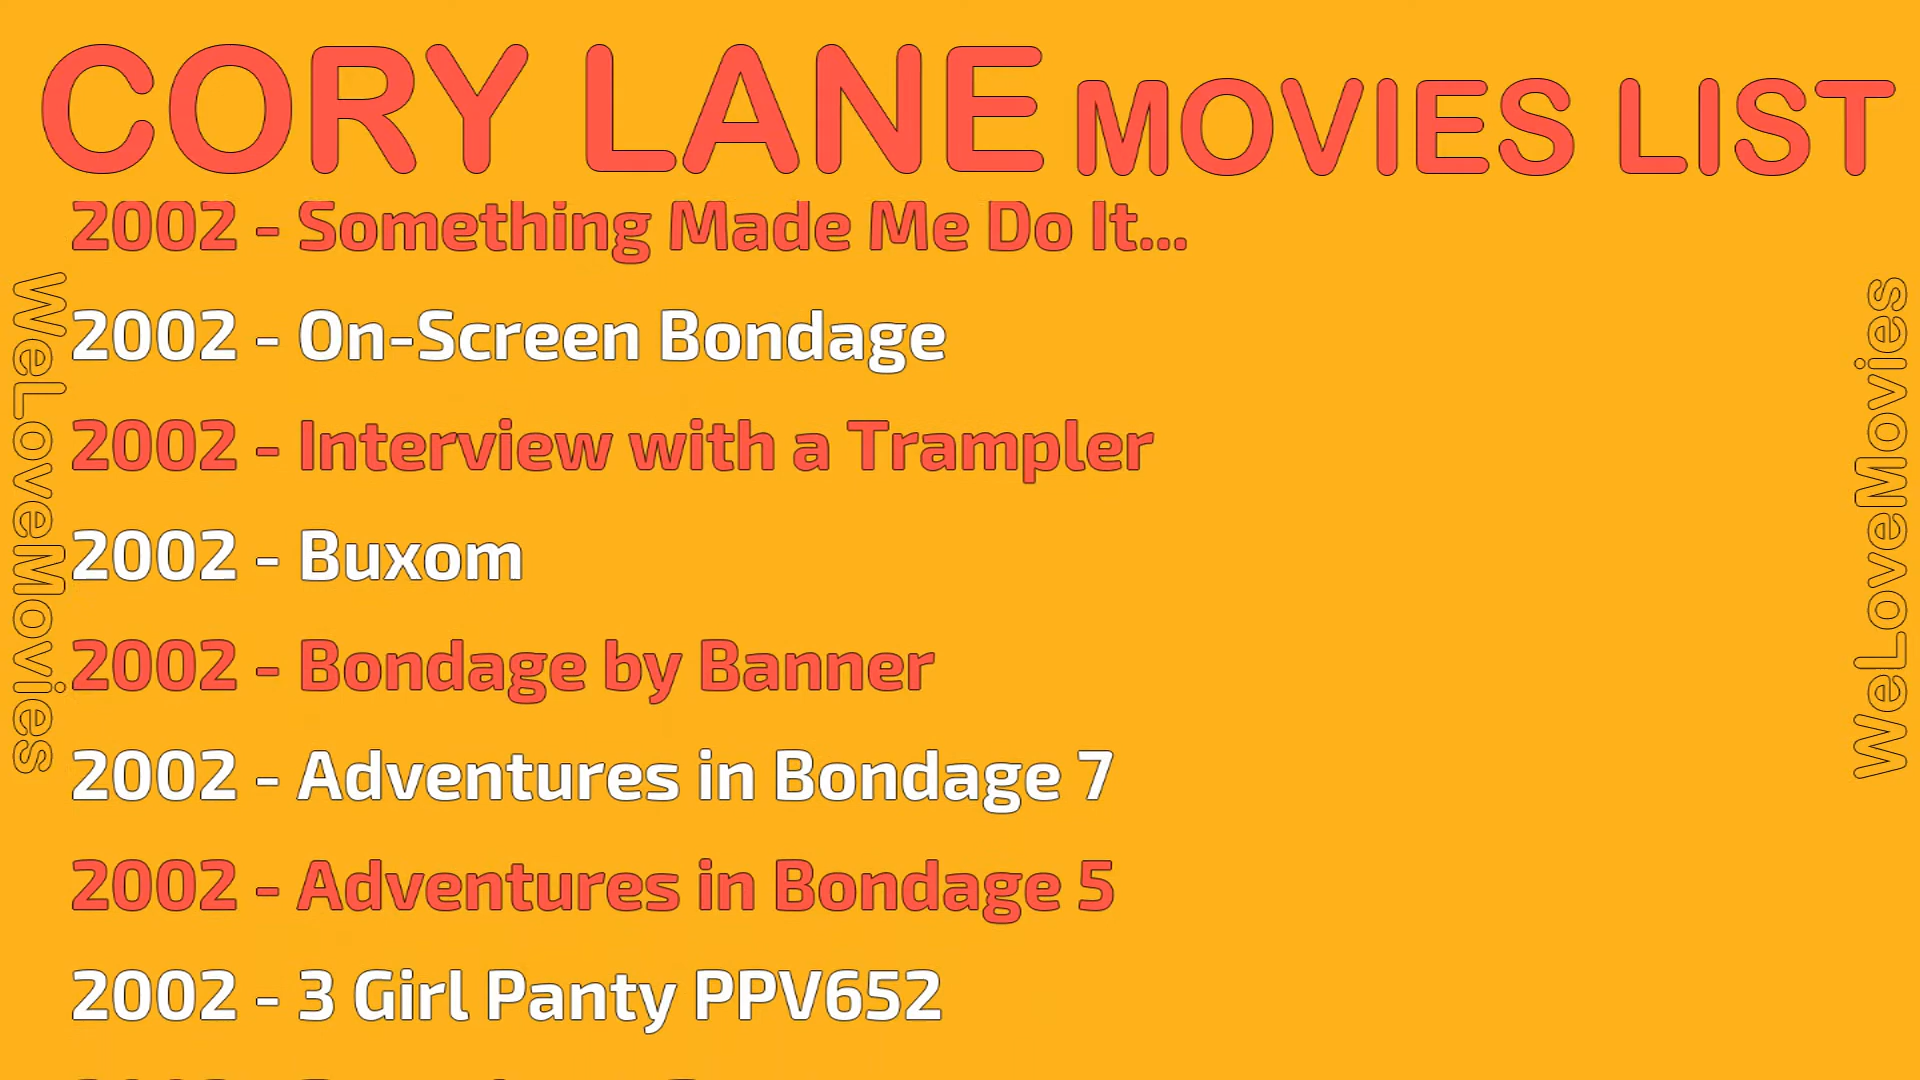 CORY LANE MOVIES LIST
2002 - Something Made Me Do It...
2002 - On-Screen Bondage
2002 - Interview with a Trampler
2002 - Buxom
2002 - Bondage by Banner
2002 - Adventures in Bondage 7
2002 - Adventures in Bondage 5
2002 - 3 Girl Panty PPV652
WeLoveMovies
WeLoveMovies